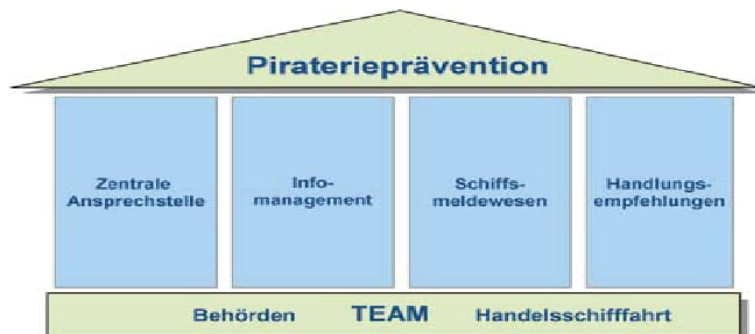 Piraterieprävention
Zentrale
Ansprechstelle
Info-
management
Schiffs-
meldewesen
Handlungs-
empfehlungen
Behörden TEAM Handelsschifffahrt